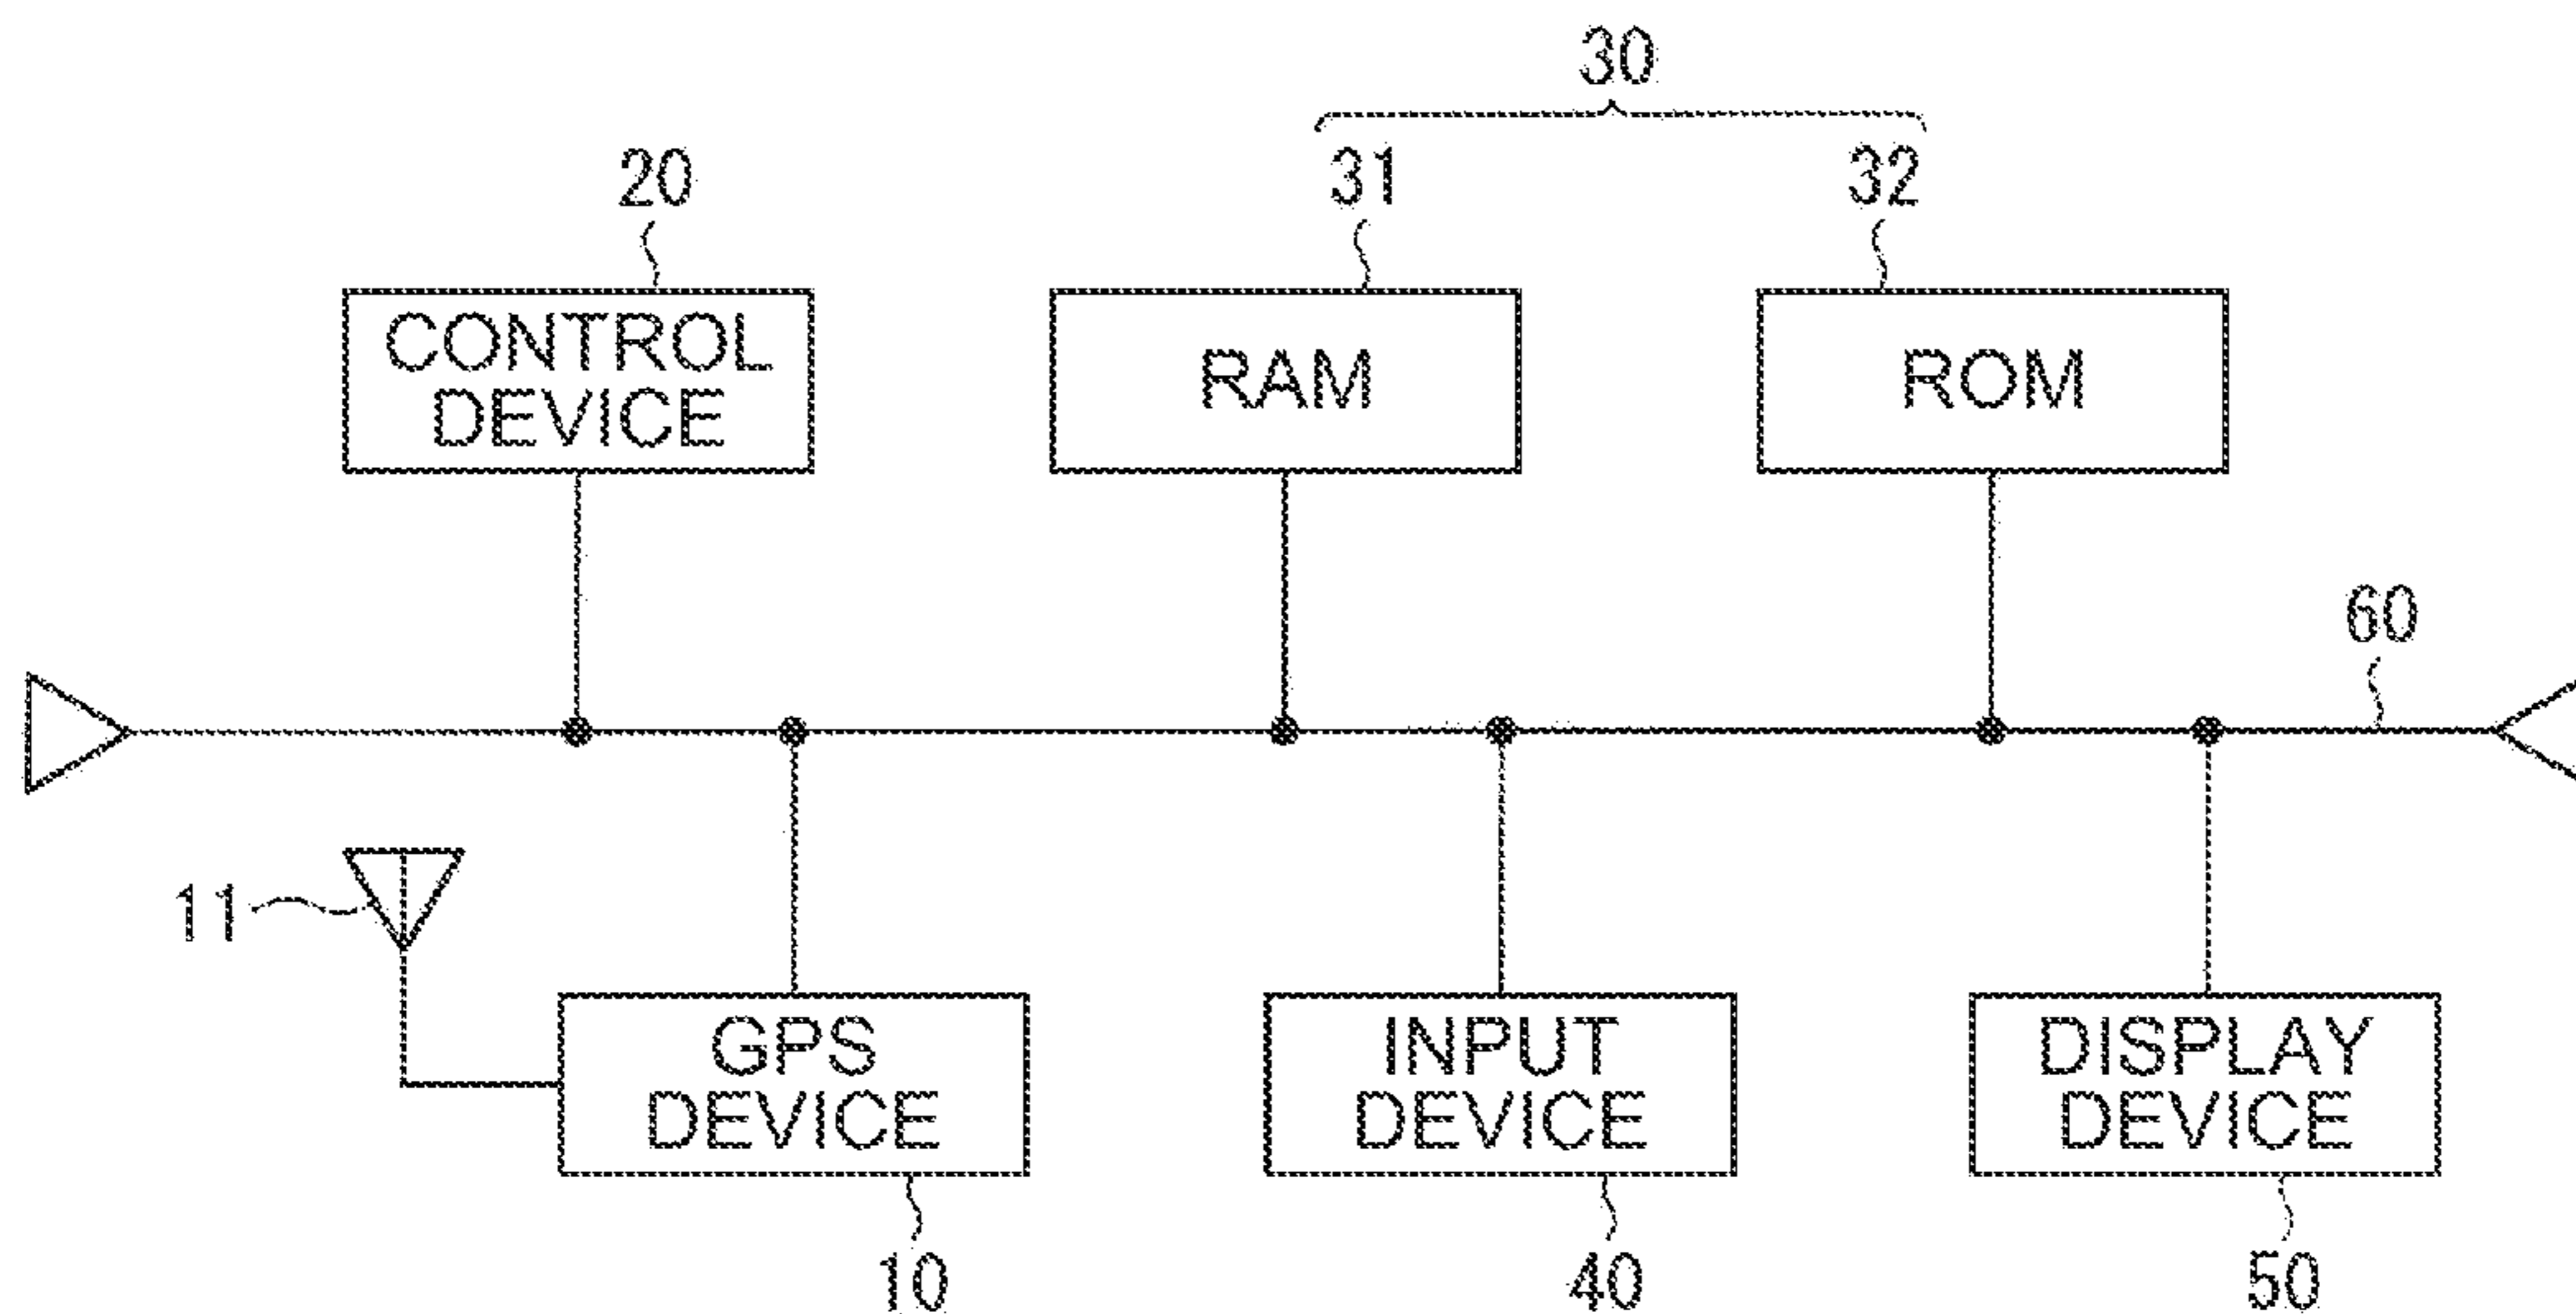 30
20
31
32
CONTROL
DEVICE
RAM
ROM
60
11
GPS
DEVICE
INPUT
DEVICE
DISPLAY
DEVICE
10
40
50